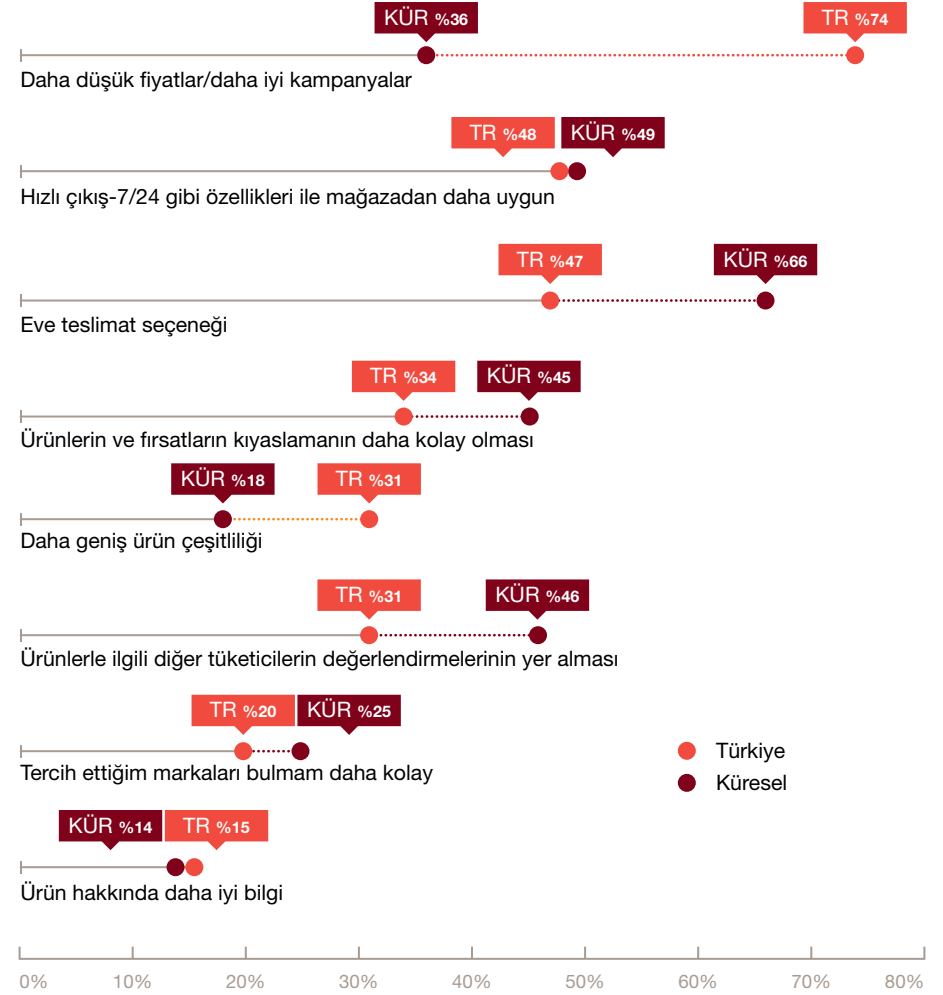 KÜR %36 TR %74
Daha düşük fiyatlar/daha iyi kampanyalar
TR %48 KÜR %49
Hızlı çıkış-7/24 gibi özellikleri ile mağazadan daha uygun
TR %47 KÜR %66
Eve teslimat seçeneği
TR %34 KÜR %45
Ürünlerin ve fırsatların kıyaslamanın daha kolay olması
KÜR %18 TR %31
Daha geniş ürün çeşitliliği
TR %31 KÜR %46
Ürünlerle ilgili diğer tüketicilerin değerlendirmelerinin yer alması
TR %20 KÜR %25
Tercih ettiğim markaları bulmam daha kolay
Türkiye
Küresel
KÜR %14 TR %15
Ürün hakkında daha iyi bilgi
0% 10% 20% 30% 40% 50% 60% 70% 80%